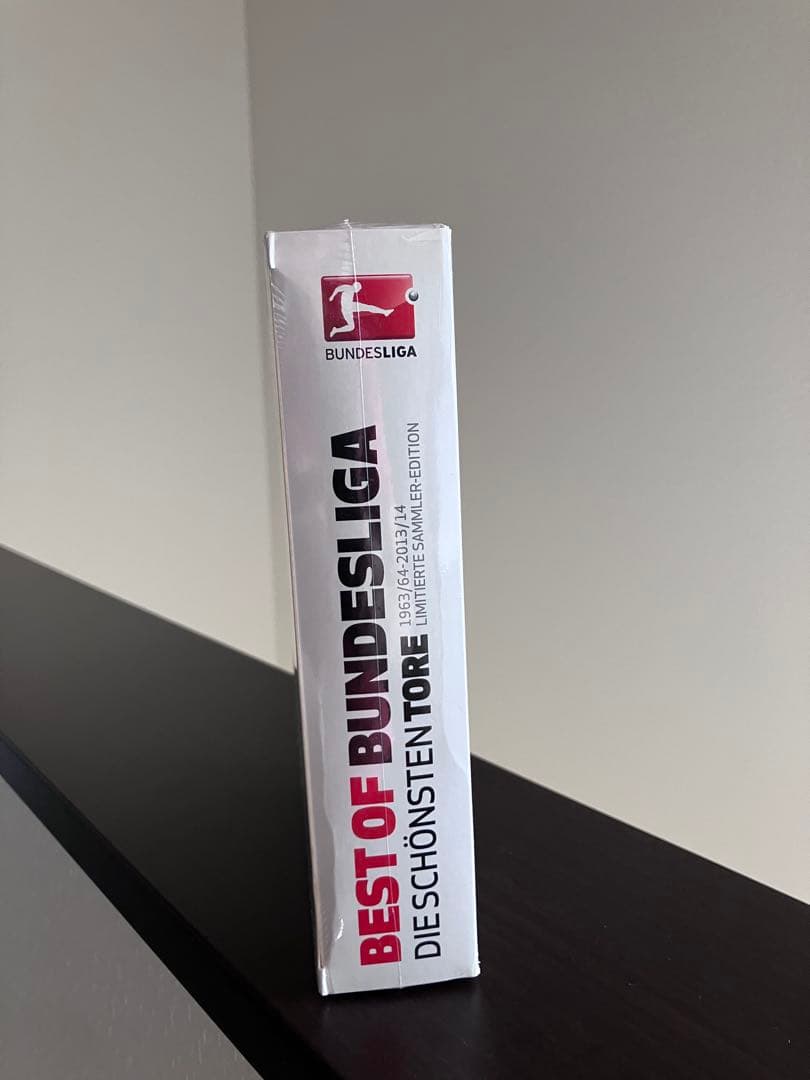 BUNDESLIGA
BEST OF BUNDESLIGA
DIE SCHÖNSTEN TORE
1963/64-2013/14
LIMITIERTE SAMMLER-EDITION